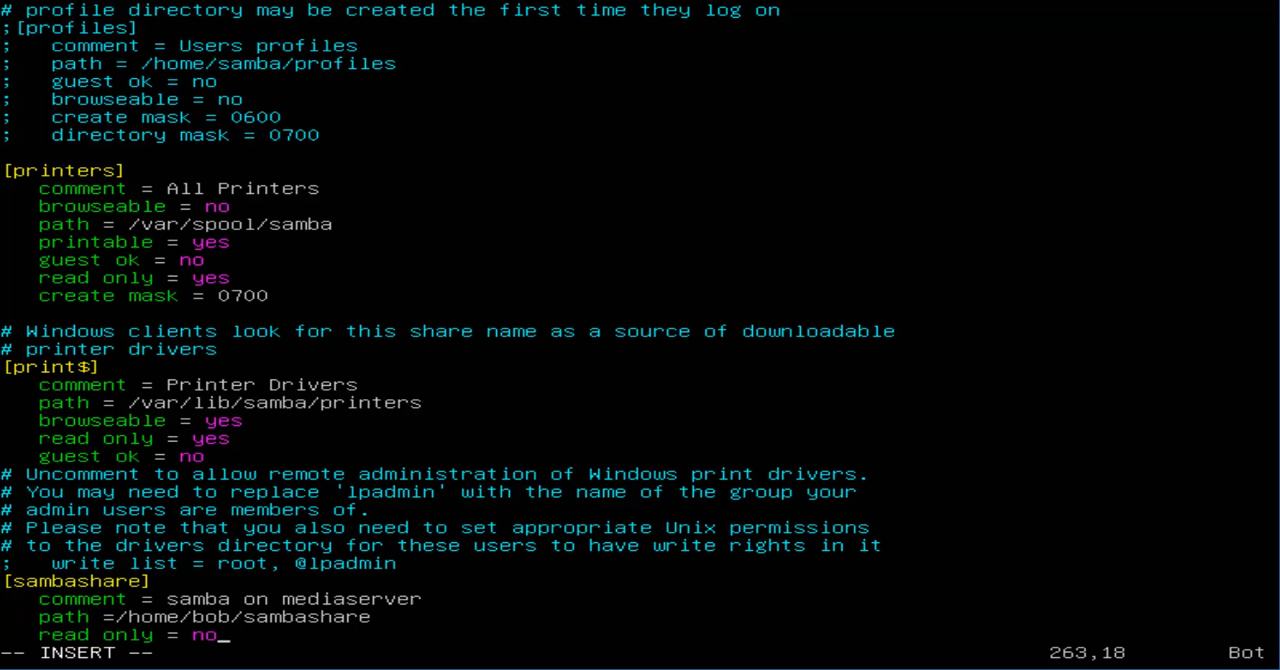 # profile directory may be created the first time they log on
;[profiles]
;   comment = Users profiles
;   path = /home/samba/profiles
;   guest ok = no
;   browseable = no
;   create mask = 0600
;   directory mask = 0700
[printers]
   comment = All Printers
   browseable = no
   path = /var/spool/samba
   printable = yes
   guest ok = no
   read only = yes
   create mask = 0700
# Windows clients look for this share name as a source of downloadable
# printer drivers
[print$]
   comment = Printer Drivers
   path = /var/lib/samba/printers
   browseable = yes
   read only = yes
   guest ok = no
# Uncomment to allow remote administration of Windows print drivers.
# You may need to replace 'lpadmin' with the name of the group your
# admin users are members of.
# Please note that you also need to set appropriate Unix permissions
# to the drivers directory for these users to have write rights in it
;   write list = root, @lpadmin
[sambashare]
   comment = samba on mediaserver
   path =/home/bob/sambashare
   read only = no_
-- INSERT -- 263,18 Bot